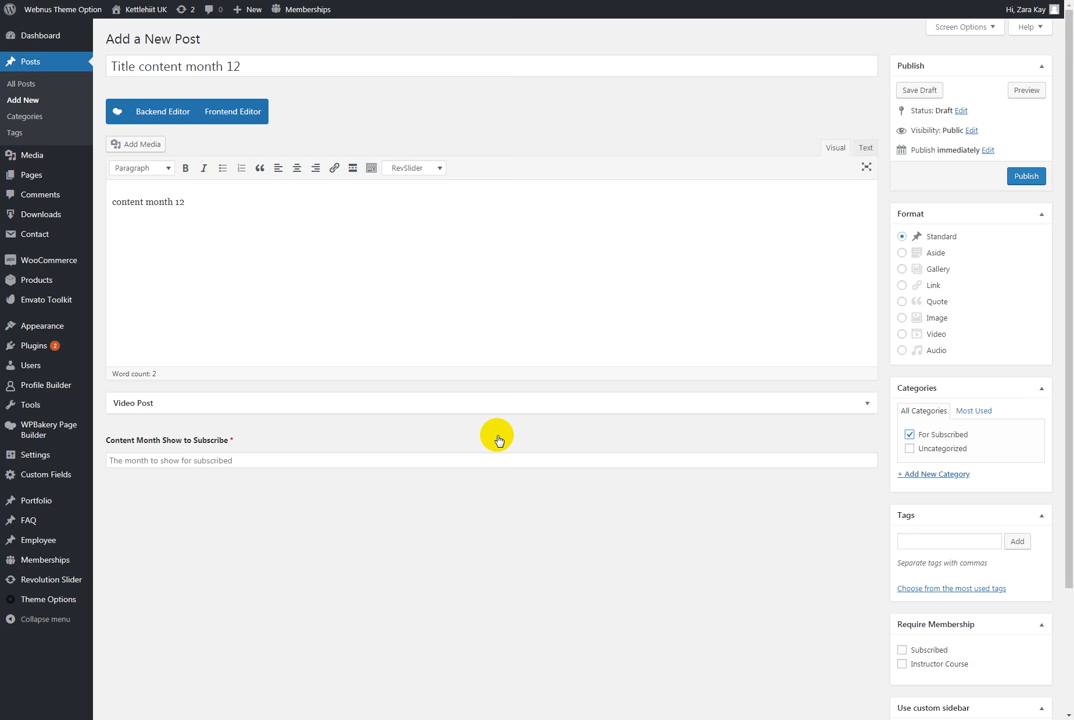 Webnus Theme Option
Kettlehiit UK
2
0
New
Memberships
Hi, Zara Kay
Screen Options
Help
Dashboard
Posts
All Posts
Add New
Categories
Tags
Media
Pages
Comments
Downloads
Contact
WooCommerce
Products
Envato Toolkit
Appearance
Plugins 2
Users
Profile Builder
Tools
WPBakery Page
Builder
Settings
Custom Fields
Portfolio
FAQ
Employee
Memberships
Revolution Slider
Theme Options
Collapse menu
Add a New Post
Title content month 12
Backend Editor
Frontend Editor
Add Media
Visual
Text
Paragraph
B
I
RevSlider
content month 12
Word count: 2
Video Post
Content Month Show to Subscribe *
The month to show for subscribed
Publish
Save Draft
Preview
Status: Draft Edit
Visibility: Public Edit
Publish immediately Edit
Publish
Format
Standard
Aside
Gallery
Link
Quote
Image
Video
Audio
Categories
All Categories
Most Used
For Subscribed
Uncategorized
+ Add New Category
Tags
Add
Separate tags with commas
Choose from the most used tags
Require Membership
Subscribed
Instructor Course
Use custom sidebar